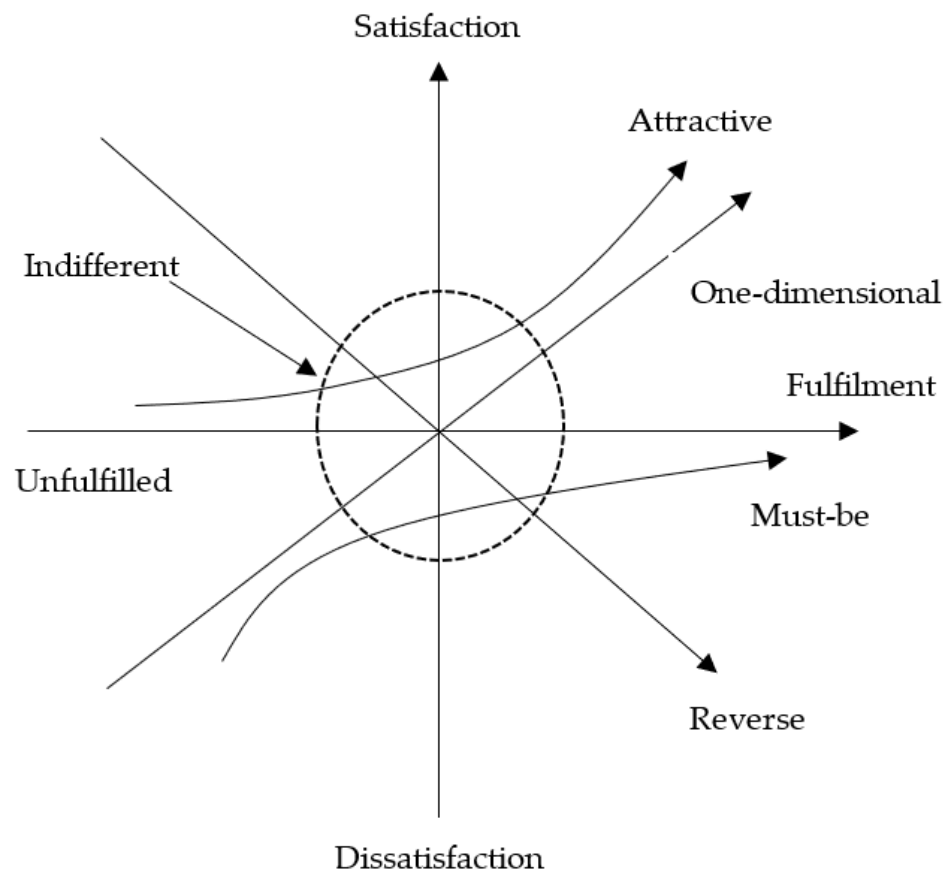 Satisfaction
Attractive
Indifferent
One-dimensional
Fulfilment
Unfulfilled
Must-be
Reverse
Dissatisfaction